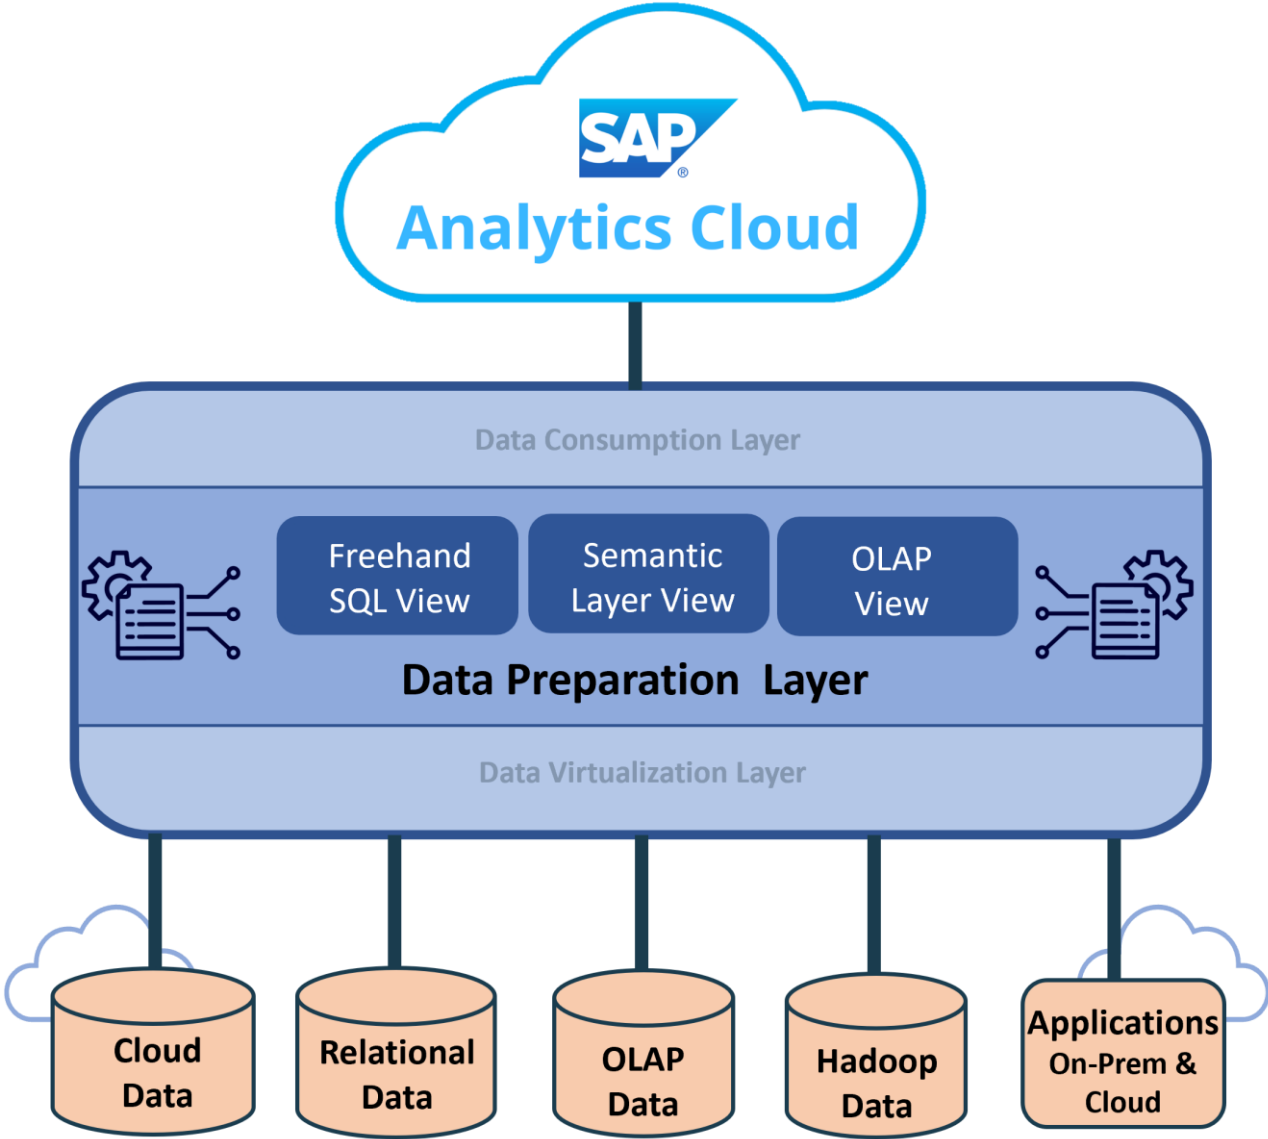 SAP
®
Analytics Cloud
Data Consumption Layer
Freehand
SQL View
Semantic
Layer View
OLAP
View
Data Preparation Layer
Data Virtualization Layer
Cloud
Data
Relational
Data
OLAP
Data
Hadoop
Data
Applications
On-Prem &
Cloud